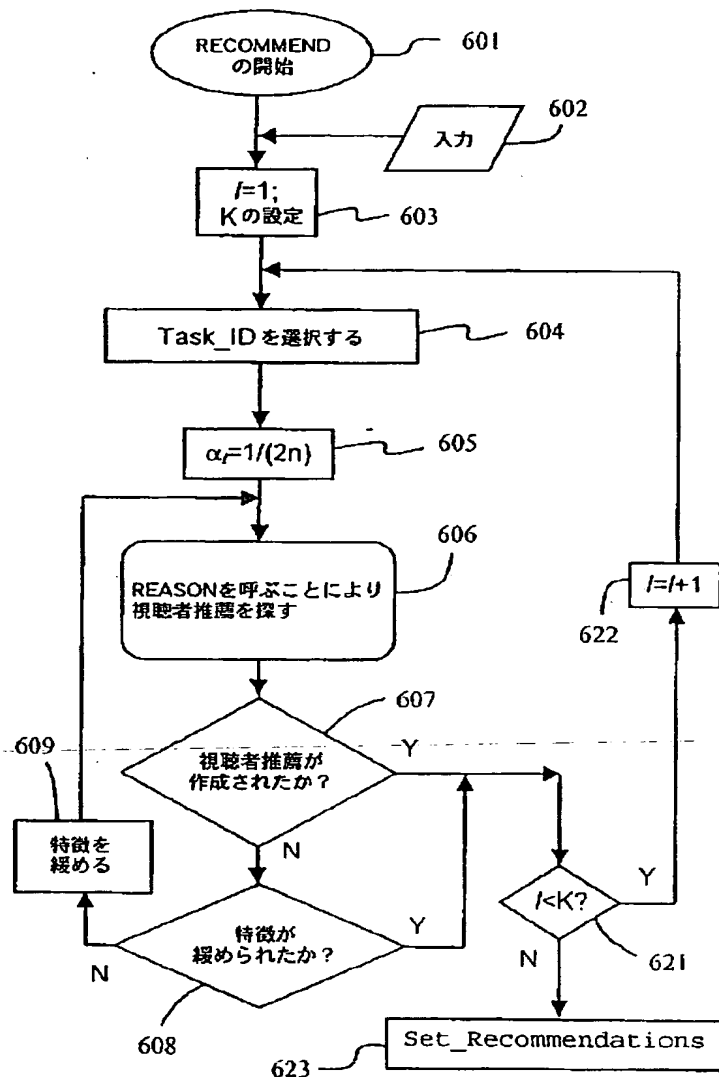 RECOMMEND
の開始
601
602
入力
I=1;
Kの設定
603
Task_IDを選択する
604
αI=1/(2n)
605
606
REASONを呼ぶことにより
視聴者推薦を探す
I=I+1
622
607
609
視聴者推薦が
作成されたか？
Y
特徴を
緩める
N
I<K?
Y
特徴が
緩められたか？
Y
N
621
N
608
Set_Recommendations
623